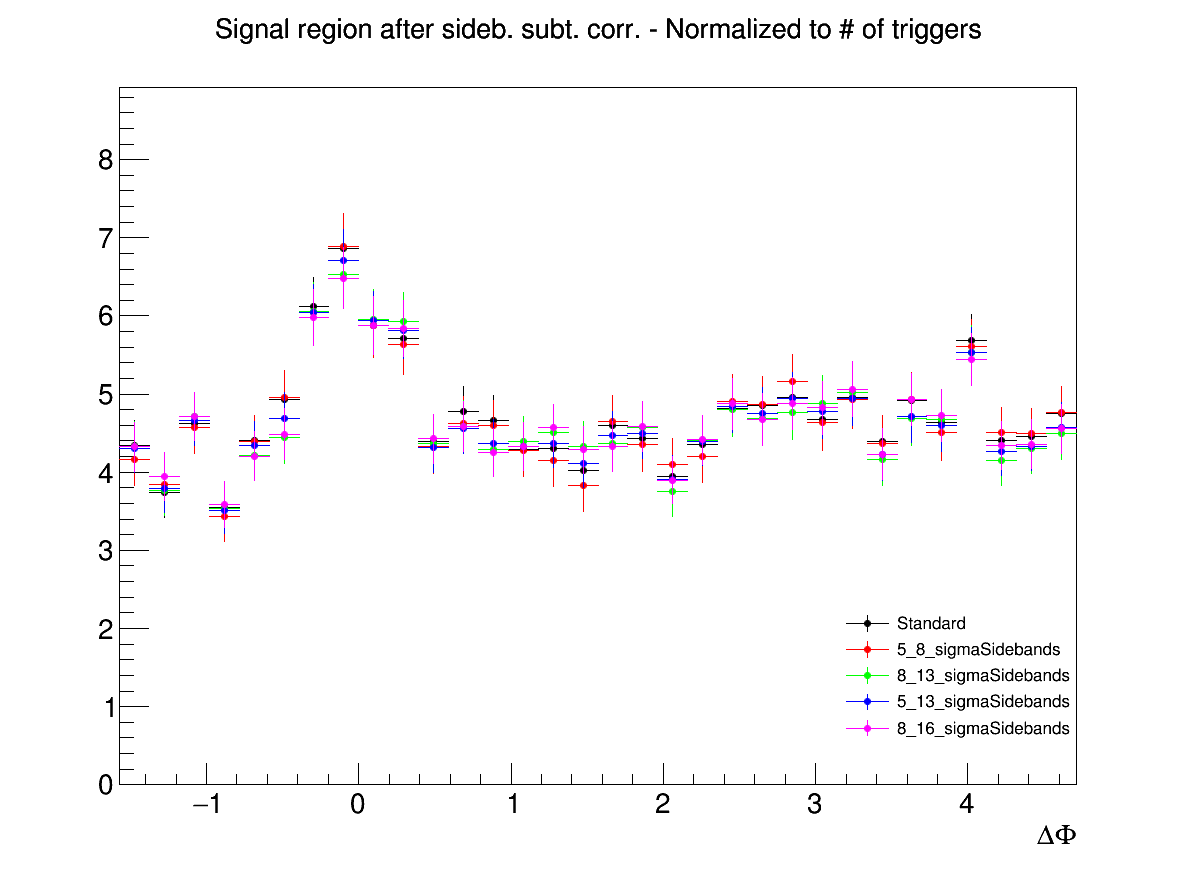 Signal region after sideb. subt. corr. - Normalized to # of triggers
8
7
6
5
4
3
2
1
0
Standard
5_8_sigmaSidebands
8_13_sigmaSidebands
5_13_sigmaSidebands
8_16_sigmaSidebands
−1 0 1 2 3 4
ΔΦ